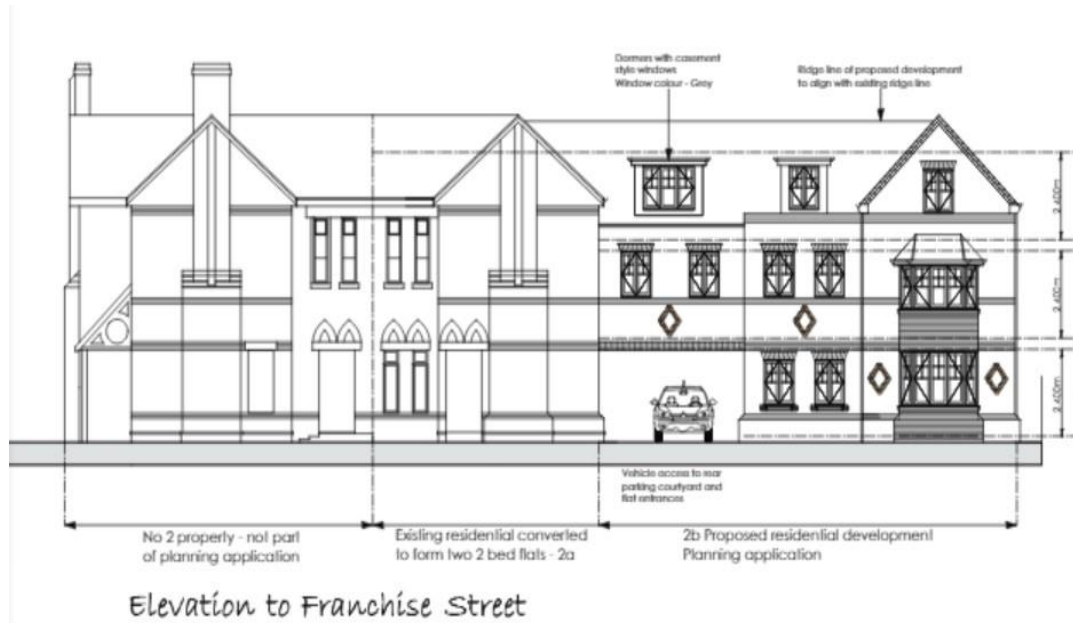 Dormers with casement
style windows
Window colour - Grey
Ridge line of proposed development
to align with existing ridge line
2.400m
2.400m
2.400m
Vehicle access to rear
parking courtyard and
flat entrances
No 2 property - not part
of planning application
Existing residential converted
to form two 2 bed flats - 2a
2b Proposed residential development
Planning application
Elevation to Franchise Street